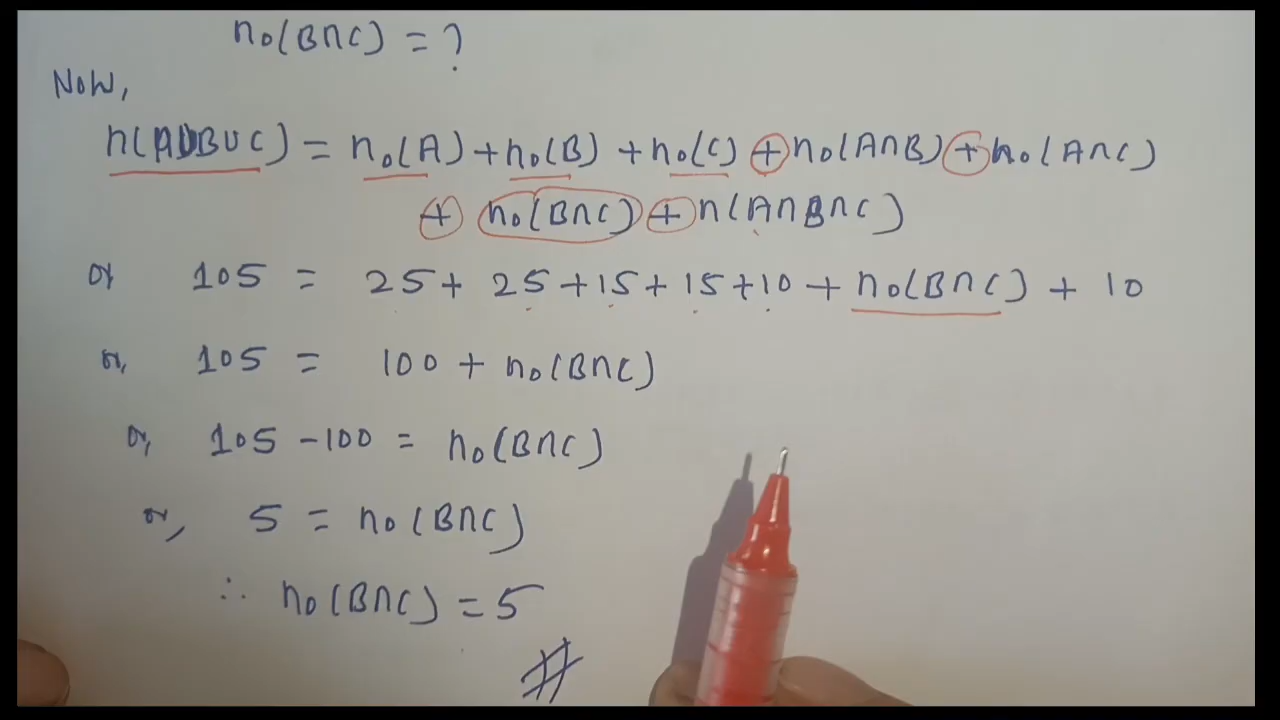 n₀(B∩C) = ?
Now,
n(A∪B∪C) = n₀(A) + n₀(B) + n₀(C) + n₀(A∩B) + n₀(A∩C)
+ n₀(B∩C) + n(A∩B∩C)
or 105 = 25 + 25 + 15 + 15 + 10 + n₀(B∩C) + 10
or, 105 = 100 + n₀(B∩C)
or, 105 - 100 = n₀(B∩C)
or, 5 = n₀(B∩C)
∴ n₀(B∩C) = 5
#